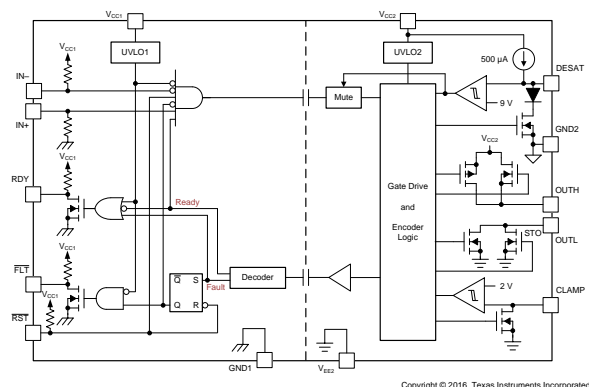 VCC1
VCC2
UVLO1
UVLO2
VCC1
500 µA
DESAT
IN–
Mute
9 V
IN+
GND2
VCC1
VCC2
RDY
Ready
Gate Drive
and
Encoder
Logic
OUTH
STO
OUTL
VCC1
FLT
Q
S
Fault
Decoder
2 V
CLAMP
VCC1
Q
R
RST
GND1
VEE2
Copyright © 2016, Texas Instruments Incorporated